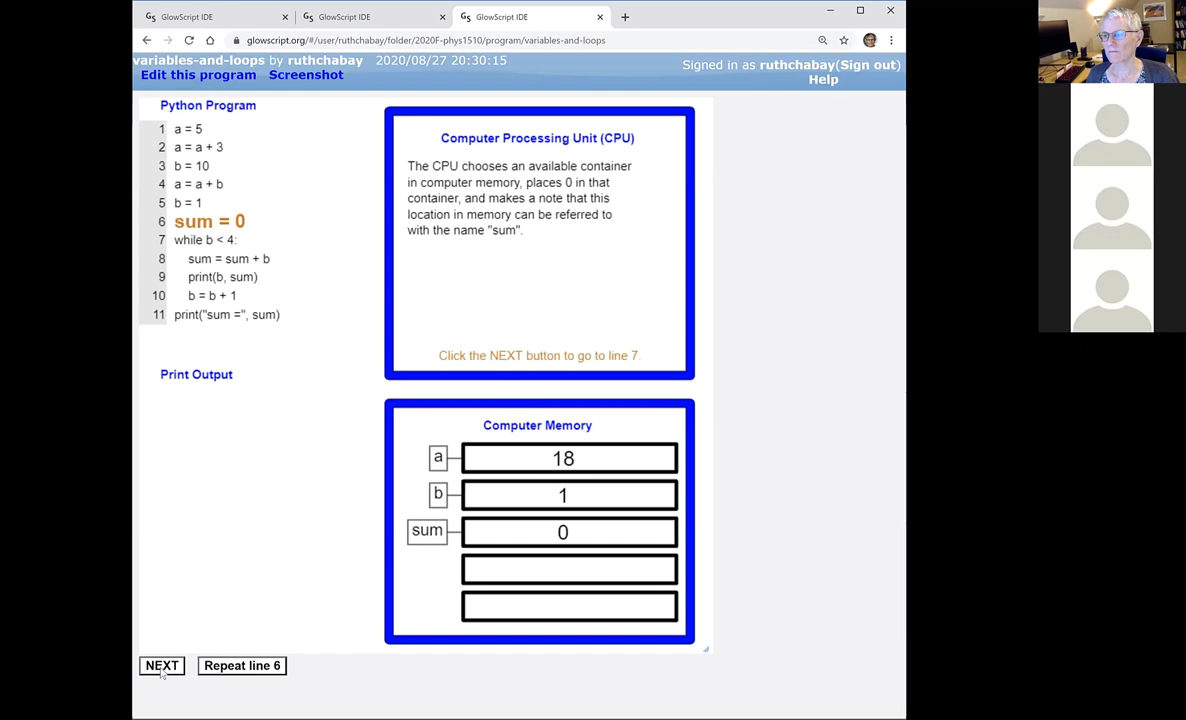 GlowScript IDE
GlowScript IDE
GlowScript IDE
glowscript.org/#/user/ruthchabay/folder/2020F-phys1510/program/variables-and-loops
variables-and-loops by ruthchabay 2020/08/27 20:30:15
Signed in as ruthchabay(Sign out)
Edit this program Screenshot
Help
Python Program
1 a = 5
2 a = a + 3
3 b = 10
4 a = a + b
5 b = 1
6 sum = 0
7 while b < 4:
8 sum = sum + b
9 print(b, sum)
10 b = b + 1
11 print("sum =", sum)
Print Output
Computer Processing Unit (CPU)
The CPU chooses an available container
in computer memory, places 0 in that
container, and makes a note that this
location in memory can be referred to
with the name "sum".
Click the NEXT button to go to line 7.
Computer Memory
a 18
b 1
sum 0
NEXT Repeat line 6